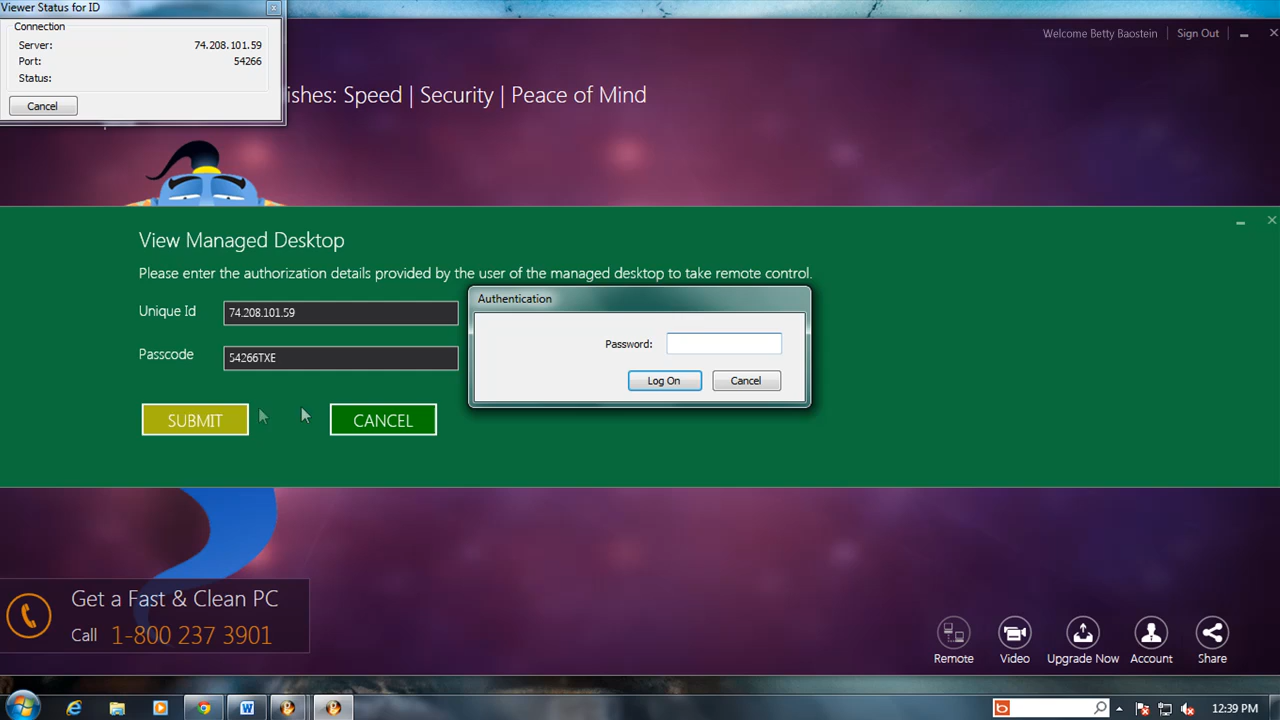 Viewer Status for ID
Connection
Server: 74.208.101.59
Port: 54266
Status:
Cancel
Welcome Betty Baostein Sign Out
ishes: Speed | Security | Peace of Mind
View Managed Desktop
Please enter the authorization details provided by the user of the managed desktop to take remote control.
Unique Id 74.208.101.59
Passcode 54266TXE
SUBMIT CANCEL
Authentication
Password:
Log On Cancel
Get a Fast & Clean PC
Call 1-800 237 3901
Remote Video Upgrade Now Account Share
12:39 PM